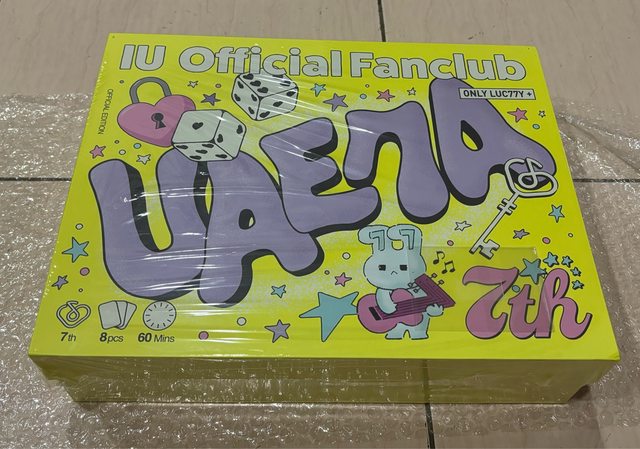 IU Official Fanclub
OFFICIAL EDITION
ONLY LUC77Y +
UAENA
7th
7th
8pcs
60 Mins